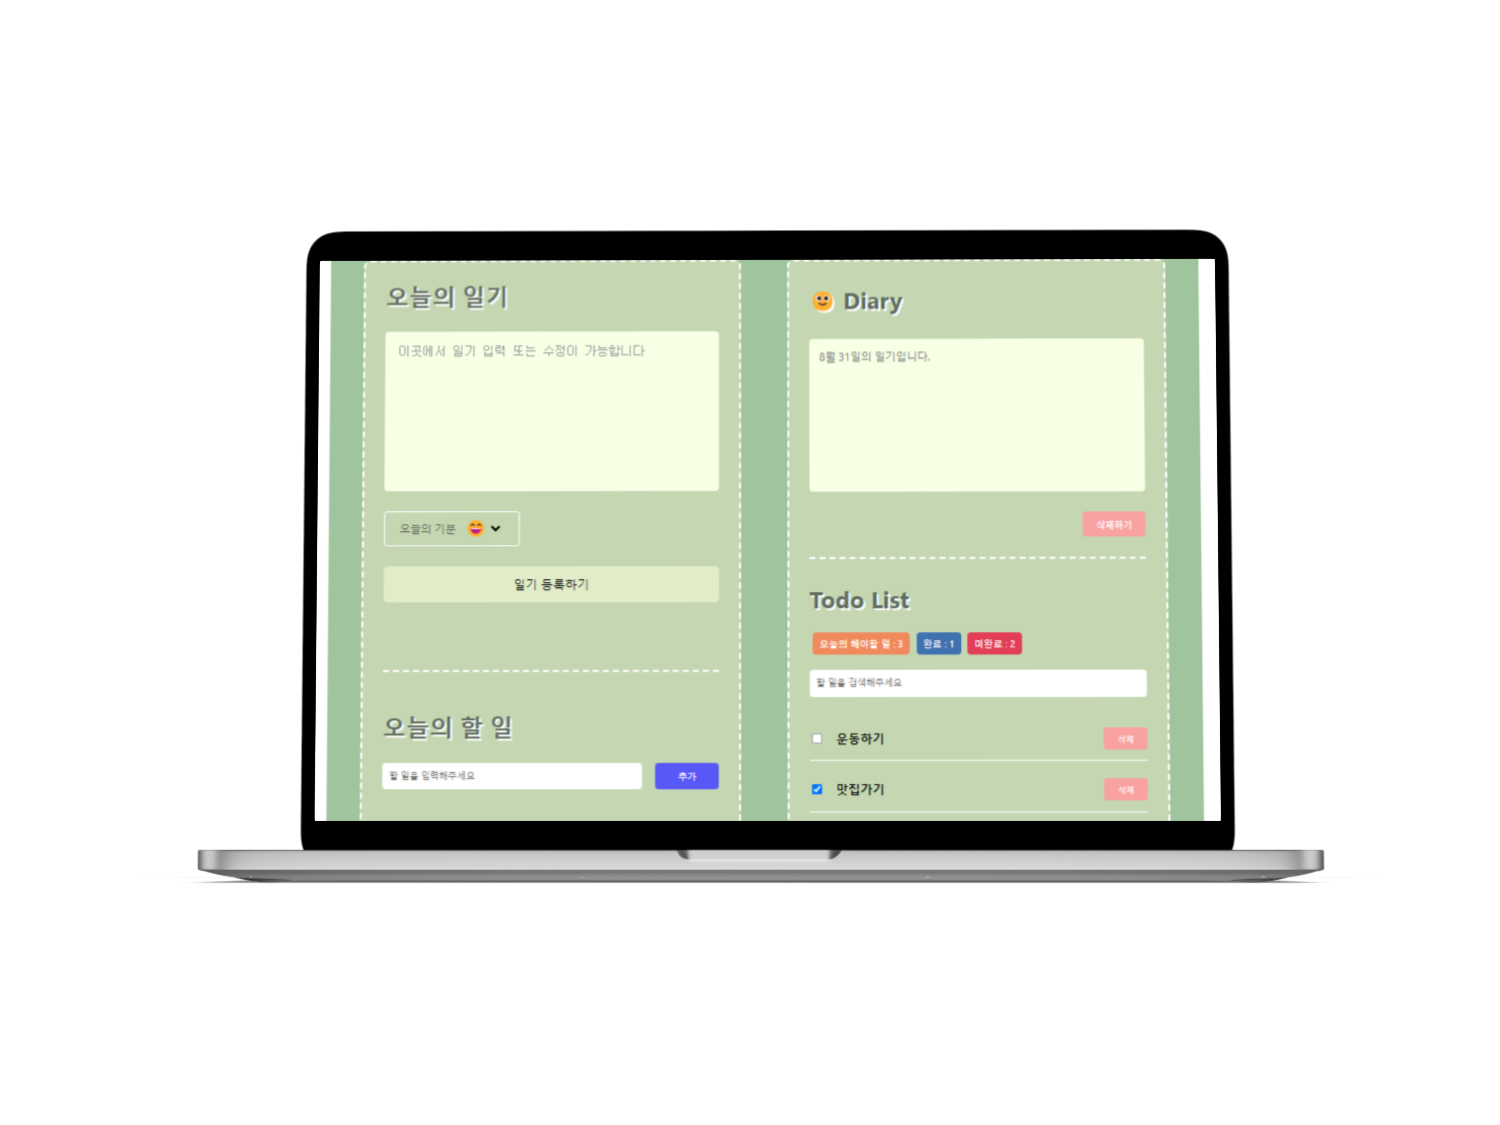 오늘의 일기
이곳에서 일기 입력 또는 수정이 가능합니다
오늘의 기분
일기 등록하기
오늘의 할 일
할 일을 입력해주세요
추가
Diary
8월 31일의 일기입니다.
삭제하기
Todo List
오늘의 해야할 일 : 3
완료 : 1
미완료 : 2
할 일을 검색해주세요
운동하기
삭제
맛집가기
삭제